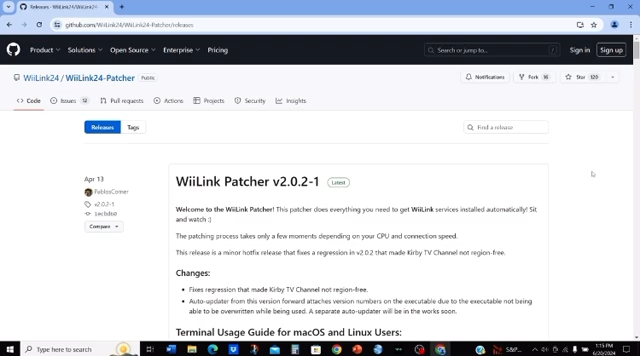 Releases · WiiLink24/WiiLink24
github.com/WiiLink24/WiiLink24-Patcher/releases
Product Solutions Open Source Enterprise Pricing
Search or jump to... / Sign in Sign up
WiiLink24 / WiiLink24-Patcher Public
Notifications Fork Star 120
Code Issues 12 Pull requests Actions Projects Security Insights
Releases Tags
Find a release
Apr 13
PablosCorner
v2.0.2-1
Compare
WiiLink Patcher v2.0.2-1 Latest
Welcome to the WiiLink Patcher! This patcher does everything you need to get WiiLink services installed automatically! Sit
and watch :)
The patching process takes only a few moments depending on your CPU and connection speed.
This release is a minor hotfix release that fixes a regression in v2.0.2 that made Kirby TV Channel not region-free.
Changes:
• Fixes regression that made Kirby TV Channel not region-free.
• Auto-updater from this version forward attaches version numbers on the executable due to the executable not being
able to be overwritten while being used. A separate auto-updater will be in the works soon.
Terminal Usage Guide for macOS and Linux Users:
Type here to search
S&P...
1:15 PM
6/20/2024